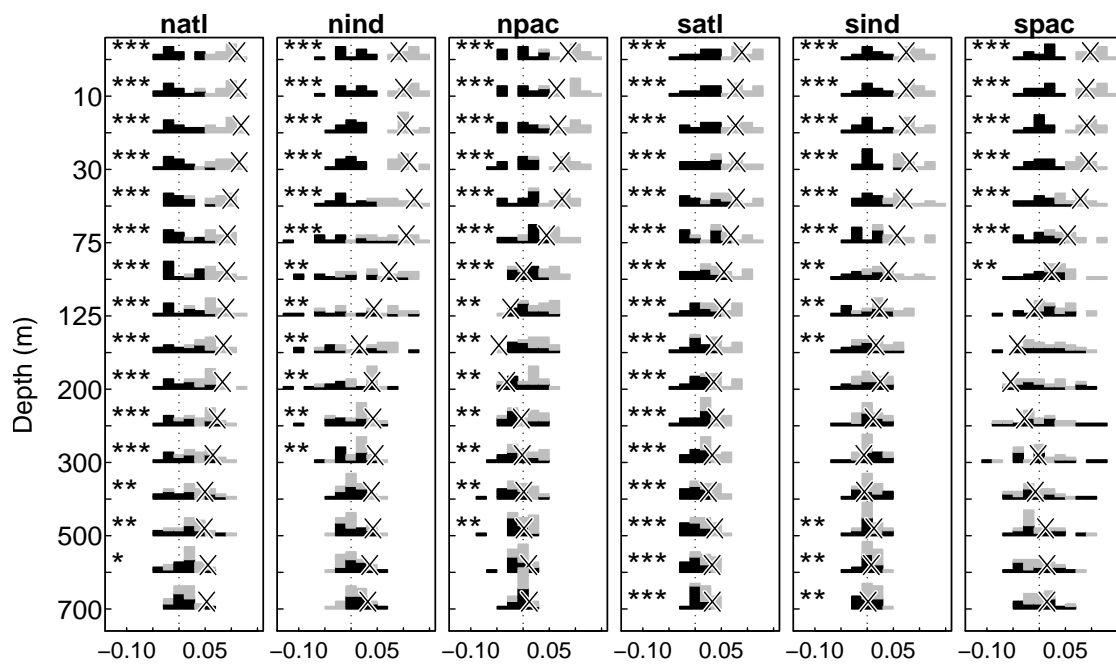 natl nind npac satl sind spac
*** *** *** *** *** ***
10 *** *** *** *** *** ***
*** *** *** *** *** ***
30 *** *** *** *** *** ***
*** *** *** *** *** ***
75 *** *** *** *** *** ***
*** ** *** *** ** **
125 *** ** ** *** **
*** ** ** *** **
200 *** ** ** ***
*** ** ** ***
300 *** ** ** ***
** ** ***
500 ** ** *** **
* *** **
700 *** **
Depth (m)
−0.10 0.05 −0.10 0.05 −0.10 0.05 −0.10 0.05 −0.10 0.05 −0.10 0.05